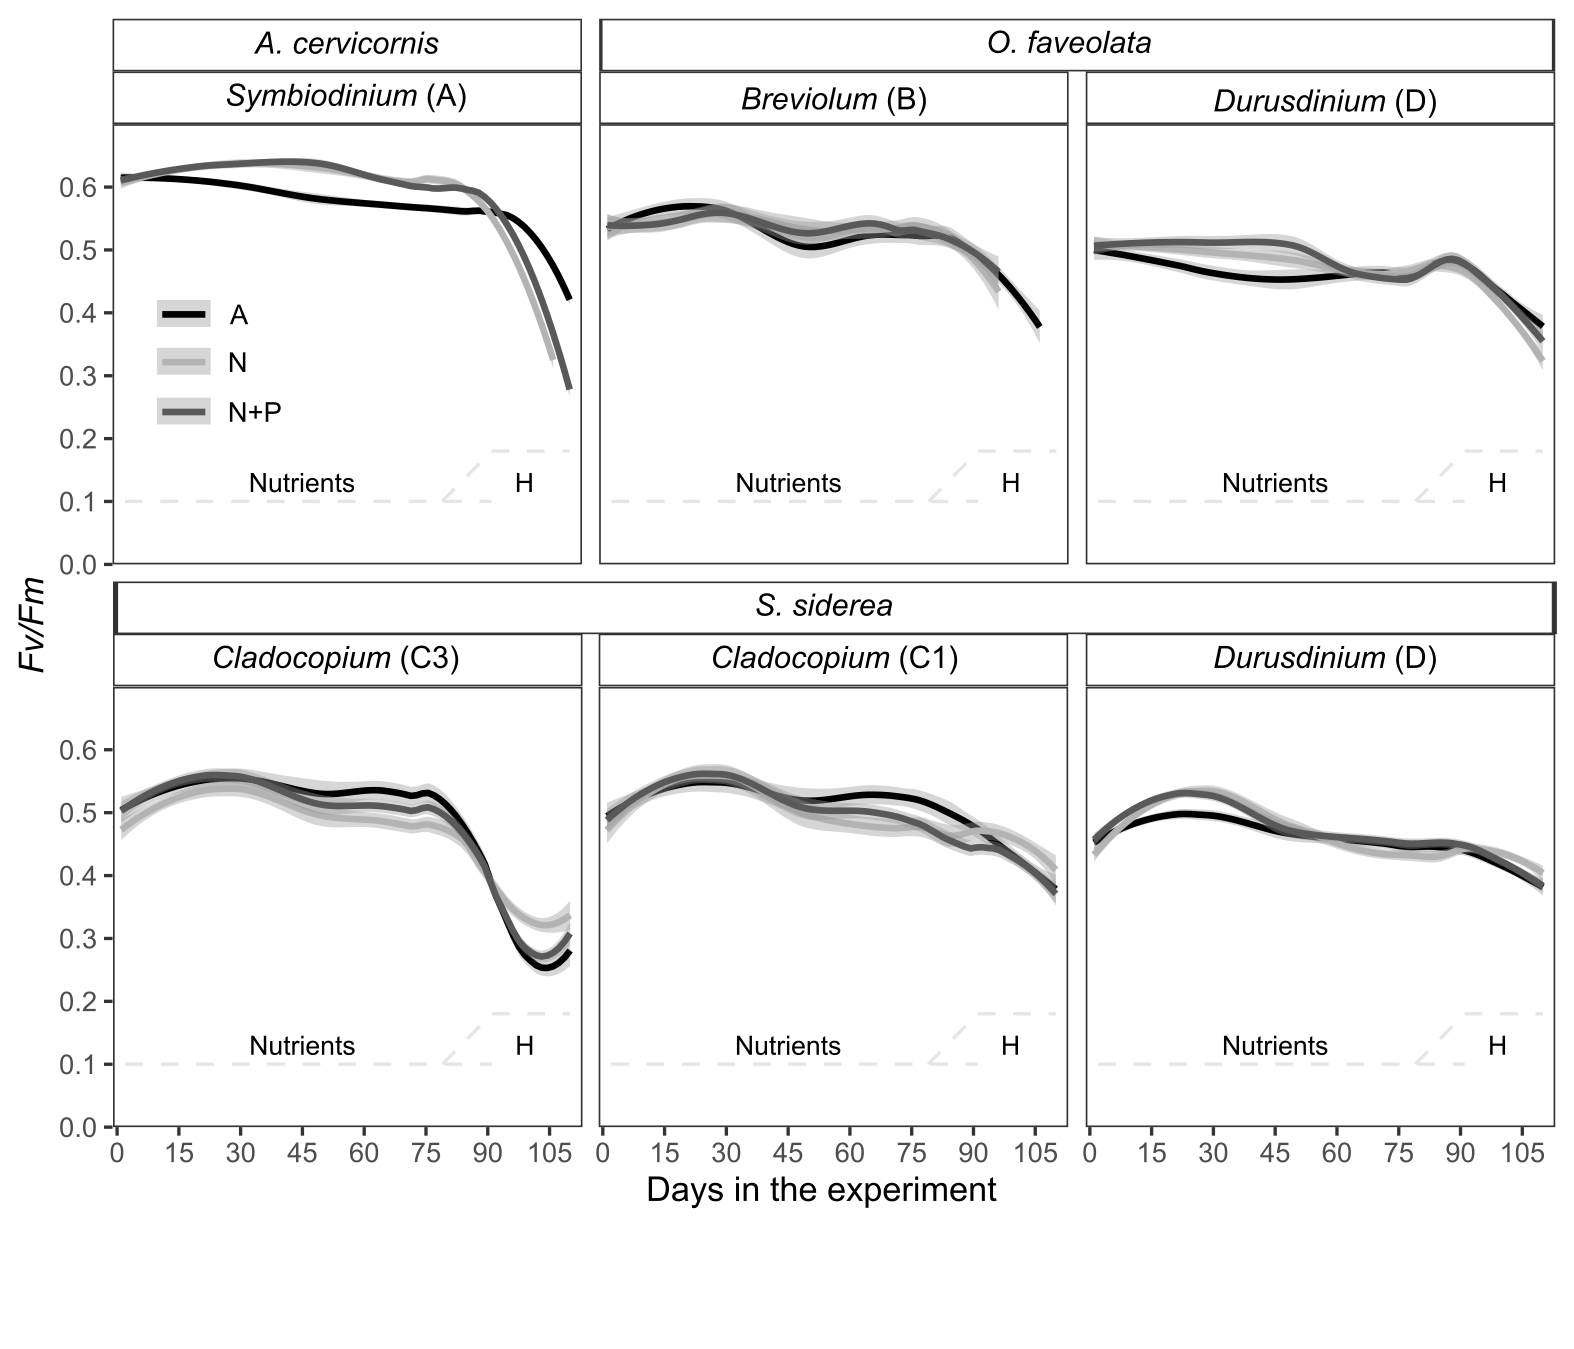 A. cervicornis
O. faveolata
Symbiodinium (A)
Breviolum (B)
Durusdinium (D)
0.6
0.5
0.4
0.3
0.2
0.1
0.0
A
N
N+P
Nutrients
H
Nutrients
H
Nutrients
H
Fv/Fm
S. siderea
Cladocopium (C3)
Cladocopium (C1)
Durusdinium (D)
0.6
0.5
0.4
0.3
0.2
0.1
0.0
Nutrients
H
Nutrients
H
Nutrients
H
0 15 30 45 60 75 90 105
0 15 30 45 60 75 90 105
0 15 30 45 60 75 90 105
Days in the experiment